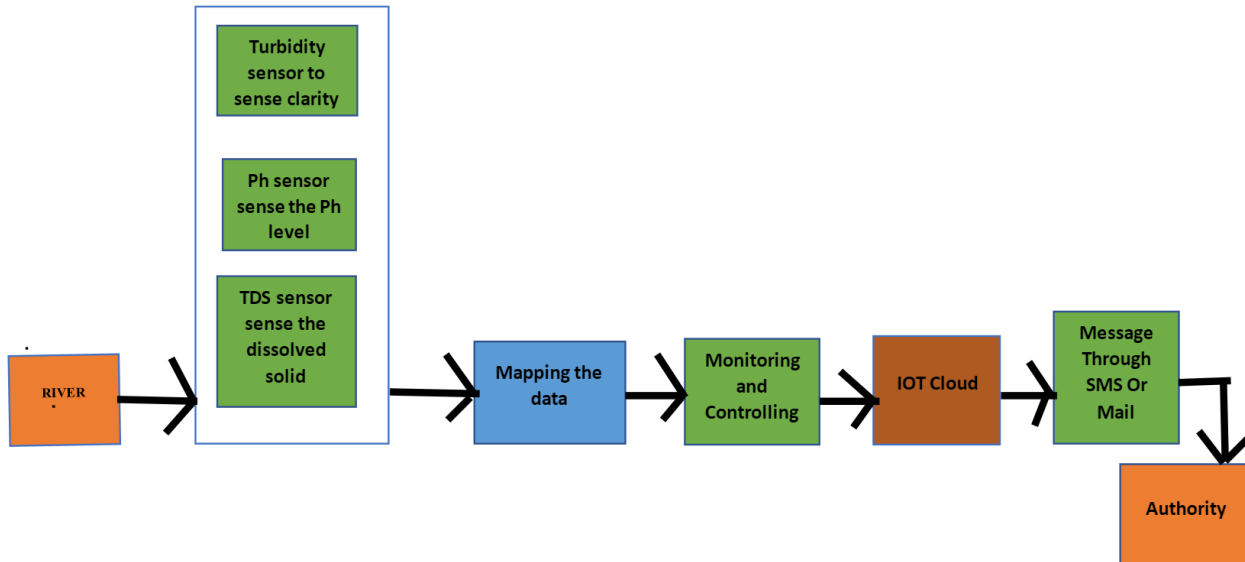 Turbidity
sensor to
sense clarity
Ph sensor
sense the Ph
level
TDS sensor
sense the
dissolved
solid
RIVER
Mapping the
data
Monitoring
and
Controlling
IOT Cloud
Message
Through
SMS Or
Mail
Authority